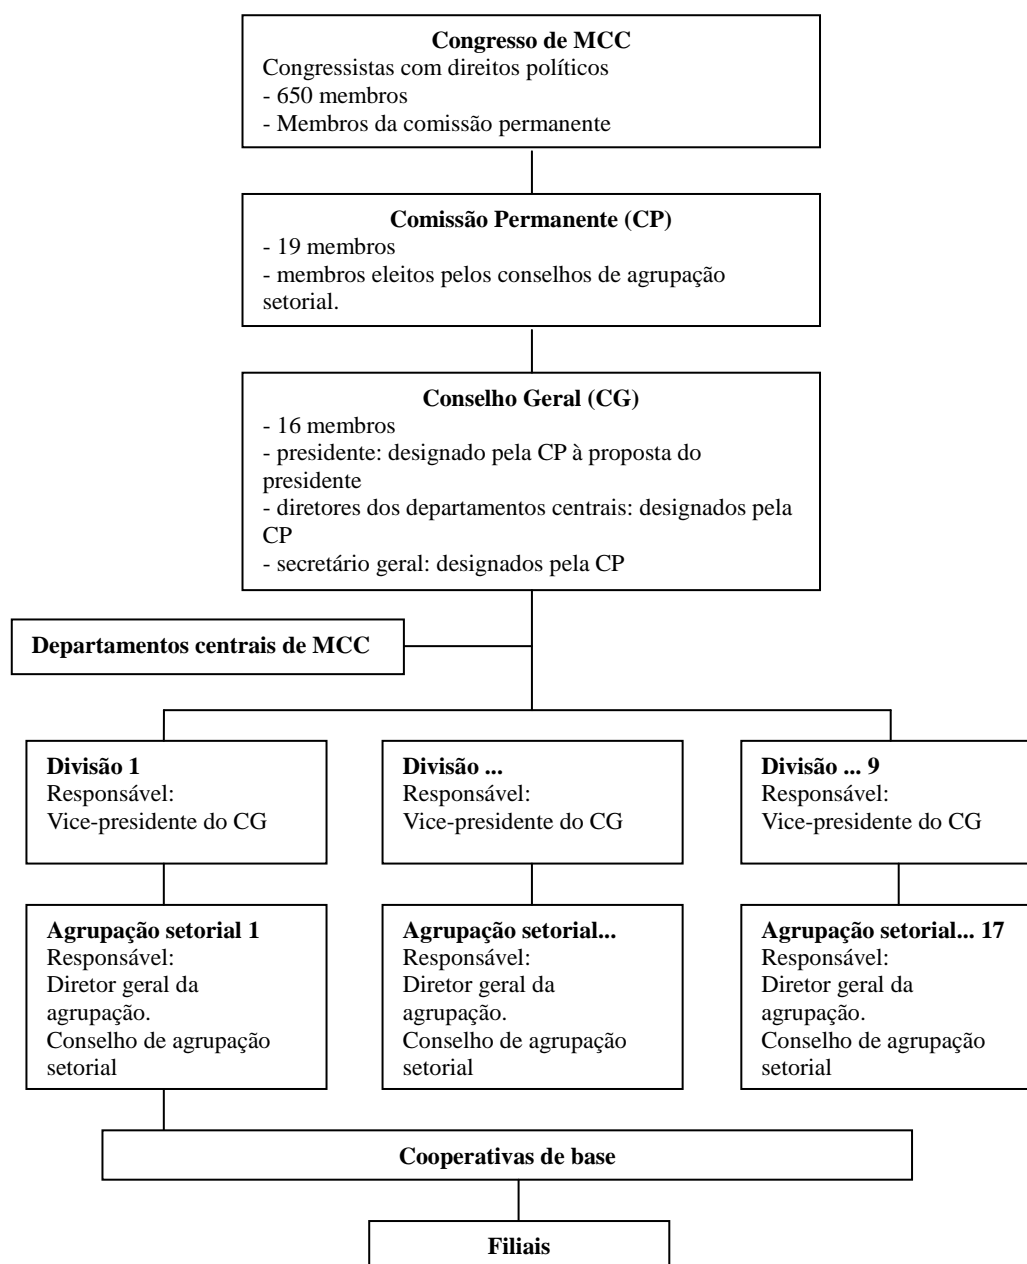 Congresso de MCC
Congressistas com direitos políticos
- 650 membros
- Membros da comissão permanente
Comissão Permanente (CP)
- 19 membros
- membros eleitos pelos conselhos de agrupação
setorial.
Conselho Geral (CG)
- 16 membros
- presidente: designado pela CP à proposta do
presidente
- diretores dos departamentos centrais: designados pela
CP
- secretário geral: designados pela CP
Departamentos centrais de MCC
Divisão 1
Responsável:
Vice-presidente do CG
Divisão ...
Responsável:
Vice-presidente do CG
Divisão ... 9
Responsável:
Vice-presidente do CG
Agrupação setorial 1
Responsável:
Diretor geral da
agrupação.
Conselho de agrupação
setorial
Agrupação setorial...
Responsável:
Diretor geral da
agrupação.
Conselho de agrupação
setorial
Agrupação setorial... 17
Responsável:
Diretor geral da
agrupação.
Conselho de agrupação
setorial
Cooperativas de base
Filiais